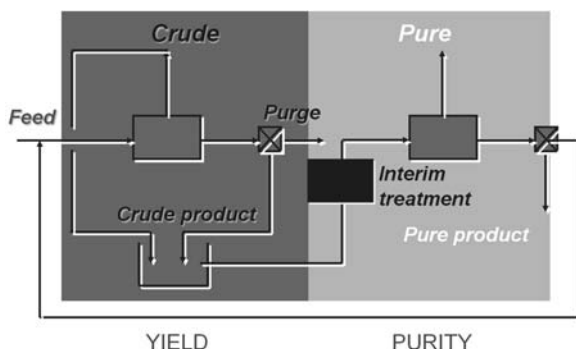 Crude
Pure
Feed
Purge
Interim
treatment
Crude product
Pure product
YIELD
PURITY